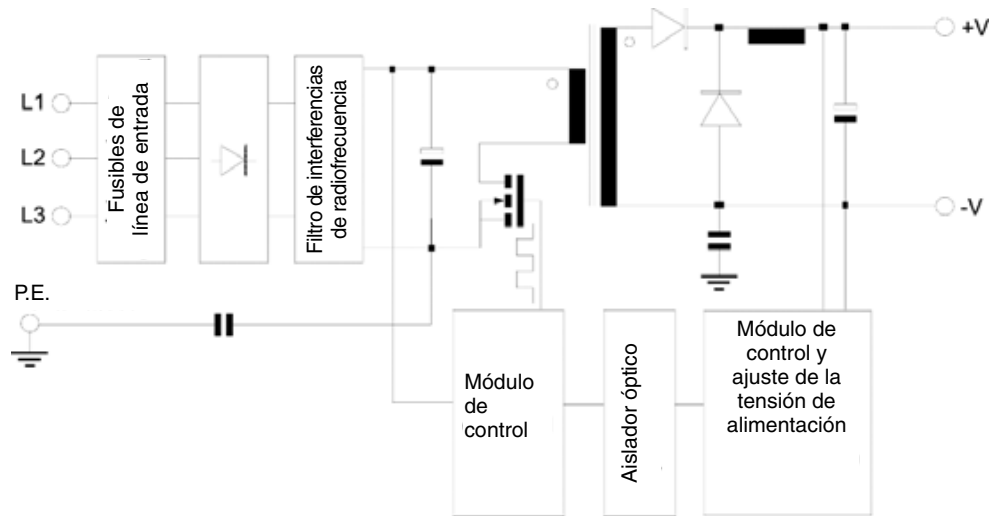 +V
L1
L2
L3
Fusibles de
línea de entrada
Filtro de interferencias
de radiofrecuencia
-V
P.E.
Módulo
de
control
Aislador óptico
Módulo de
control y
ajuste de la
tensión de
alimentación